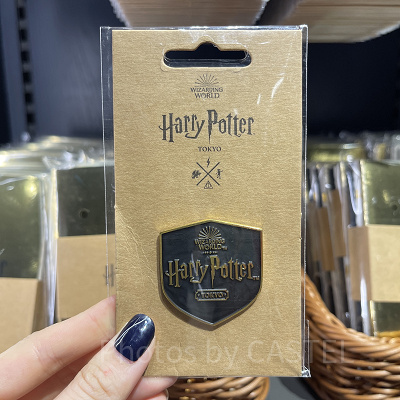 WIZARDING
WORLD
Harry Potter
TOKYO
WIZARDING
WORLD
Harry Potter
TOKYO
Photos by CASTEL